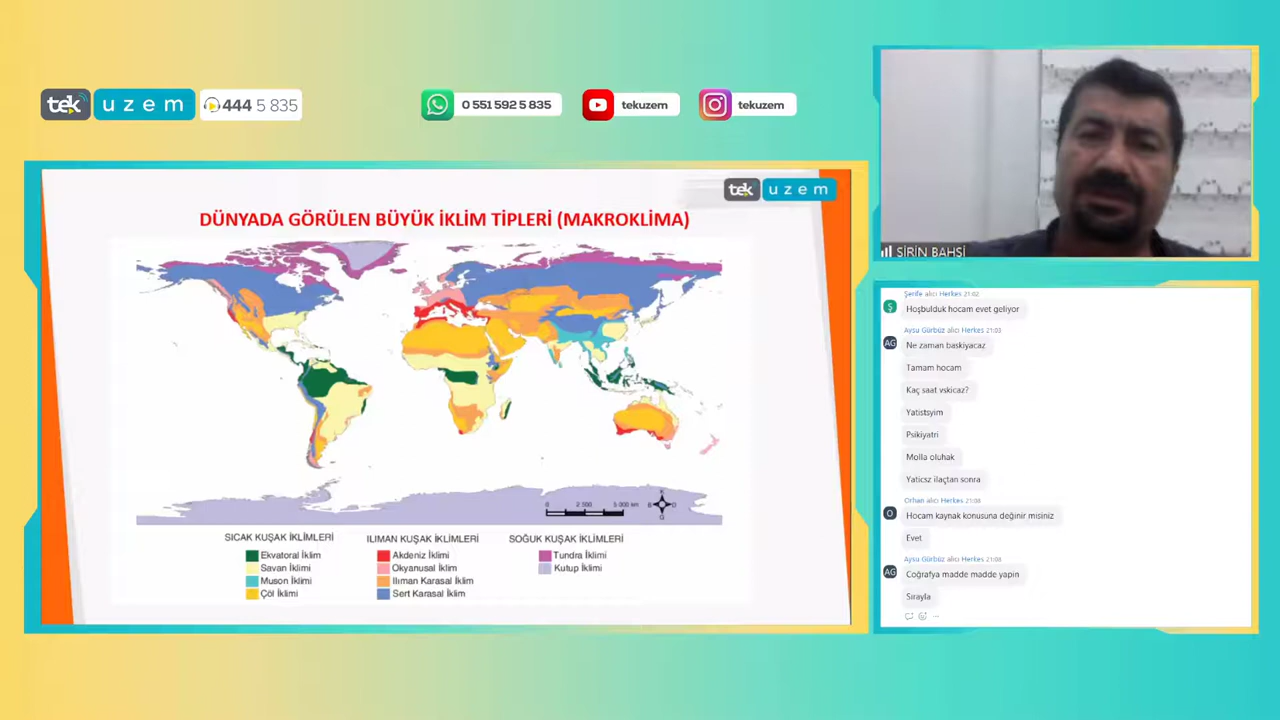 tek uzem 444 5 835
0 551 592 5 835
tekuzem
tekuzem
tek uzem
DÜNYADA GÖRÜLEN BÜYÜK İKLİM TİPLERİ (MAKROKLİMA)
0 2 500 5 000 km
K
B D
G
SICAK KUŞAK İKLİMLERİ
Ekvatoral İklim
Savan İklimi
Muson İklimi
Çöl İklimi
ILIMAN KUŞAK İKLİMLERİ
Akdeniz İklimi
Okyanusal İklim
Ilıman Karasal İklim
Sert Karasal İklim
SOĞUK KUŞAK İKLİMLERİ
Tundra İklimi
Kutup İklimi
ŞİRİN BAHŞİ
Şerife alıcı Herkes 21:02
Ş
Hoşbulduk hocam evet geliyor
Aysu Gürbüz alıcı Herkes 21:03
AG
Ne zaman baskiyacaz
Tamam hocam
Kaç saat vskicaz?
Yatistsyim
Psikiyatri
Molla oluhak
Yaticsz ilaçtan sonra
Orhan alıcı Herkes 21:08
O
Hocam kaynak konusuna değinir misiniz
Evet
Aysu Gürbüz alıcı Herkes 21:08
AG
Coğrafya madde madde yapın
Sırayla